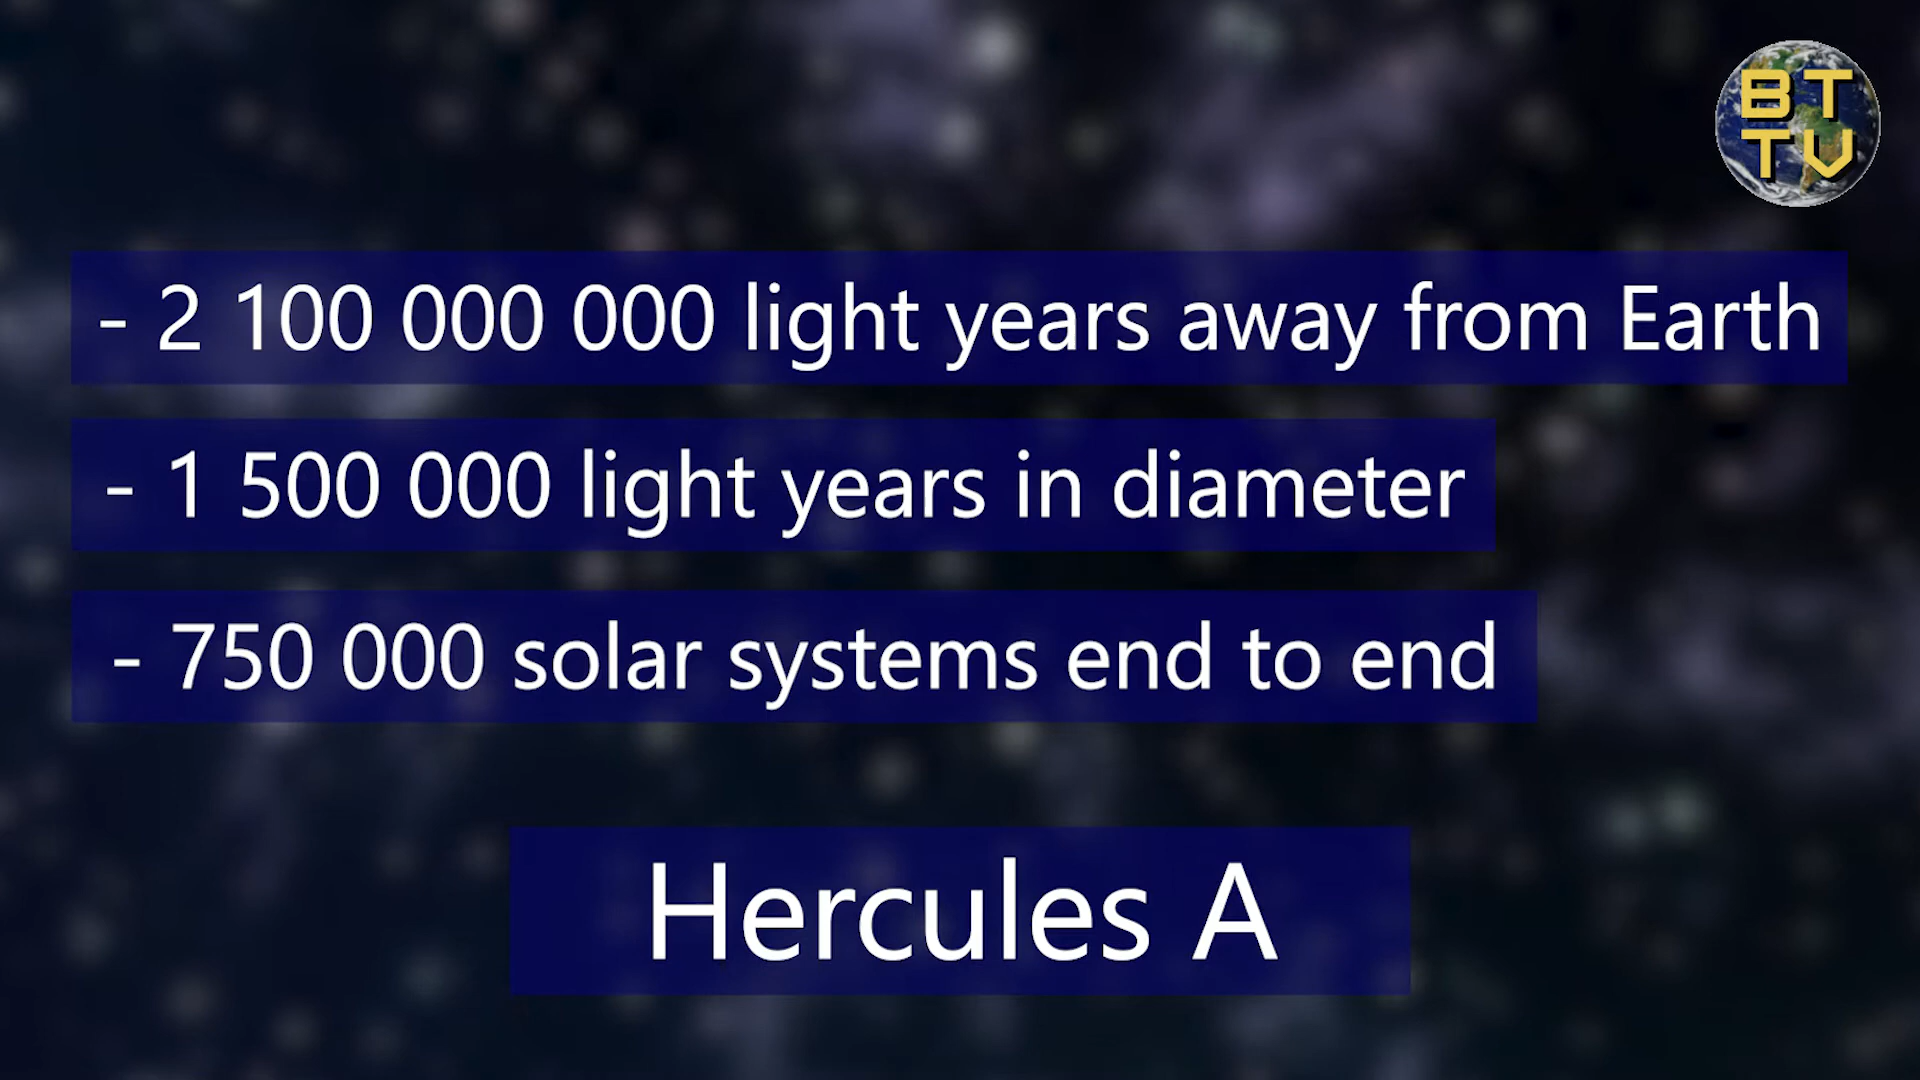 BT
TV
- 2 100 000 000 light years away from Earth
- 1 500 000 light years in diameter
- 750 000 solar systems end to end
Hercules A